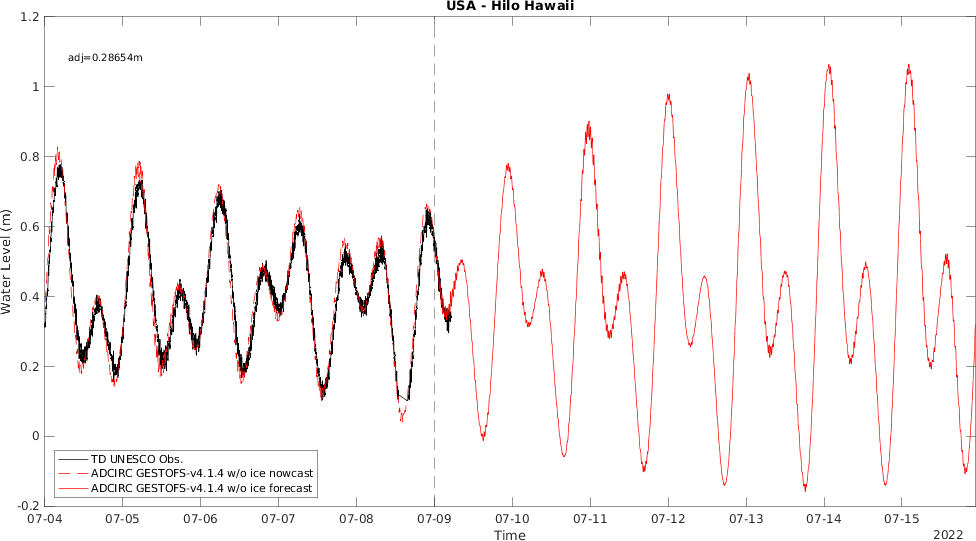 USA - Hilo Hawaii
adj=0.28654m
1.2
1
0.8
0.6
0.4
0.2
0
-0.2
Water Level (m)
TD UNESCO Obs.
ADCIRC GESTOFS-v4.1.4 w/o ice nowcast
ADCIRC GESTOFS-v4.1.4 w/o ice forecast
07-04 07-05 07-06 07-07 07-08 07-09 07-10 07-11 07-12 07-13 07-14 07-15
Time
2022